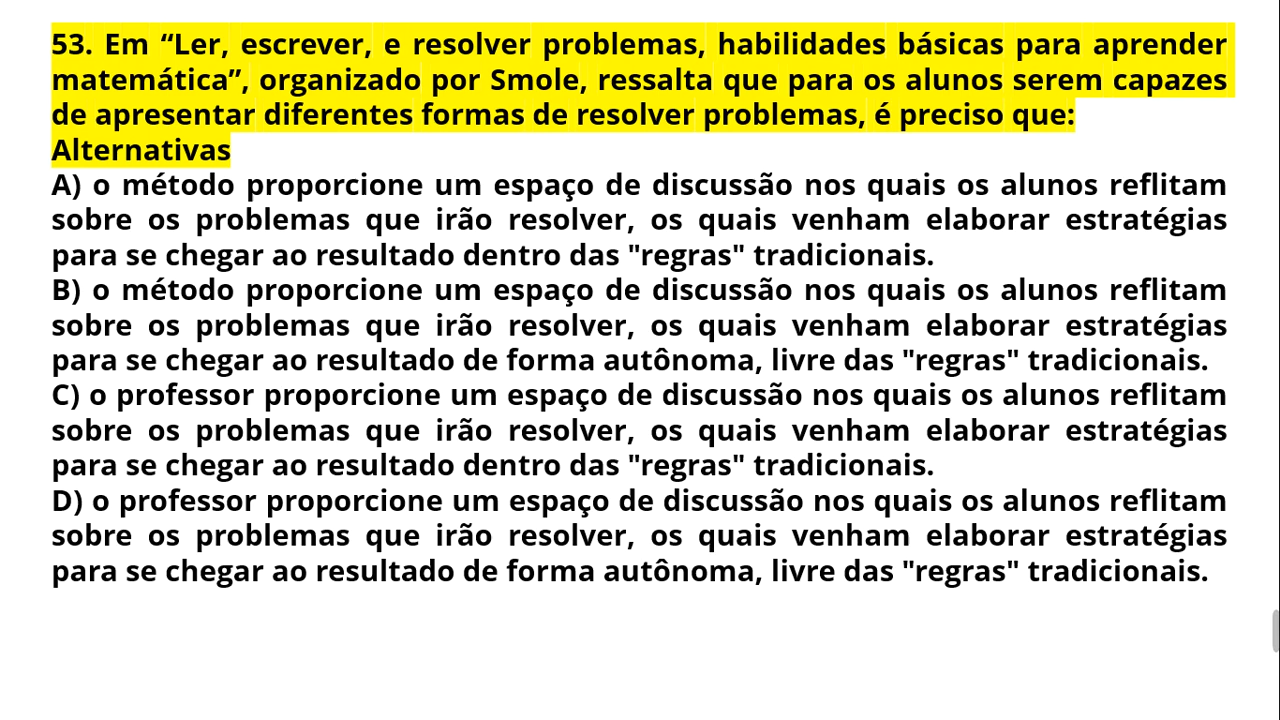 53. Em “Ler, escrever, e resolver problemas, habilidades básicas para aprender
matemática”, organizado por Smole, ressalta que para os alunos serem capazes
de apresentar diferentes formas de resolver problemas, é preciso que:
Alternativas
A) o método proporcione um espaço de discussão nos quais os alunos reflitam
sobre os problemas que irão resolver, os quais venham elaborar estratégias
para se chegar ao resultado dentro das "regras" tradicionais.
B) o método proporcione um espaço de discussão nos quais os alunos reflitam
sobre os problemas que irão resolver, os quais venham elaborar estratégias
para se chegar ao resultado de forma autônoma, livre das "regras" tradicionais.
C) o professor proporcione um espaço de discussão nos quais os alunos reflitam
sobre os problemas que irão resolver, os quais venham elaborar estratégias
para se chegar ao resultado dentro das "regras" tradicionais.
D) o professor proporcione um espaço de discussão nos quais os alunos reflitam
sobre os problemas que irão resolver, os quais venham elaborar estratégias
para se chegar ao resultado de forma autônoma, livre das "regras" tradicionais.